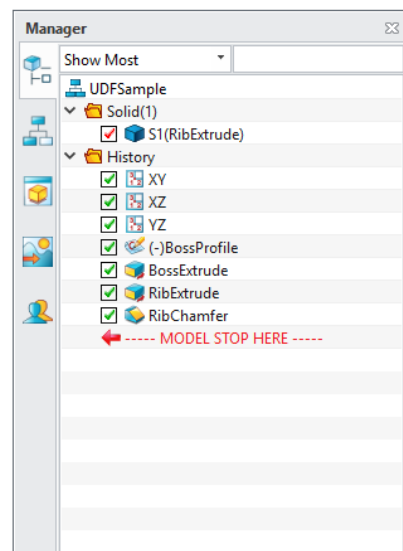 Manager
Show Most
UDFSample
Solid(1)
S1(RibExtrude)
History
XY
XZ
YZ
(-)BossProfile
BossExtrude
RibExtrude
RibChamfer
----- MODEL STOP HERE -----